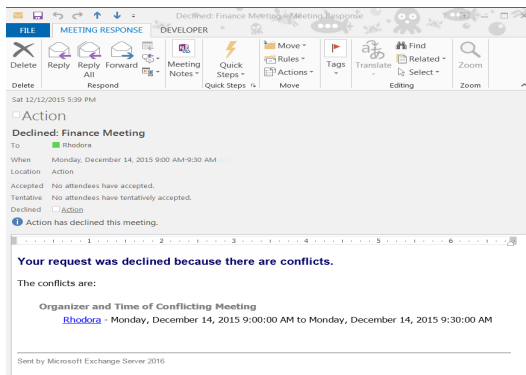 Declined: Finance Meeting - Meeting Response
FILE MEETING RESPONSE DEVELOPER
Delete Reply Reply All Forward Meeting Notes Quick Steps Move Rules Actions Tags Translate Find Related Select Zoom
Delete Respond Quick Steps Move Editing Zoom
Sat 12/12/2015 5:39 PM
Action
Declined: Finance Meeting
To Rhodora
When Monday, December 14, 2015 9:00 AM-9:30 AM
Location Action
Accepted No attendees have accepted.
Tentative No attendees have tentatively accepted.
Declined Action
Action has declined this meeting.
1 2 3 4 5 6
Your request was declined because there are conflicts.
The conflicts are:
Organizer and Time of Conflicting Meeting
Rhodora - Monday, December 14, 2015 9:00:00 AM to Monday, December 14, 2015 9:30:00 AM
Sent by Microsoft Exchange Server 2016